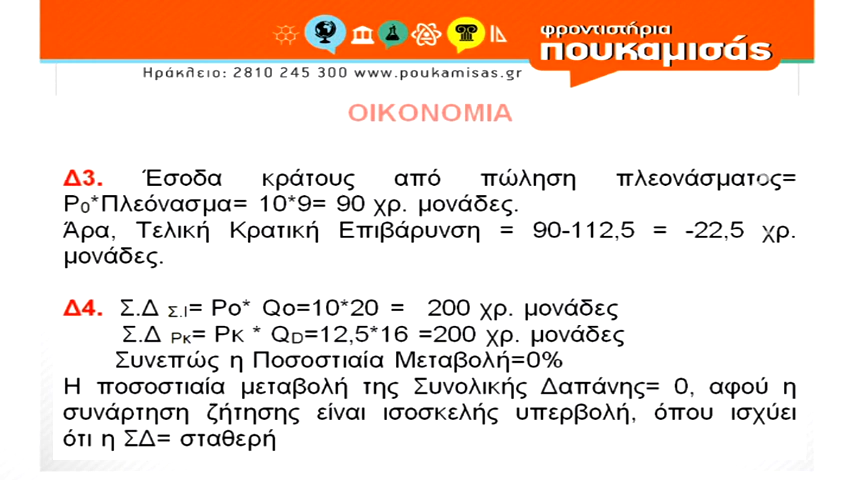 φροντιστήρια
πουκαμισάς
Ηράκλειο: 2810 245 300 www.poukamisas.gr
ΟΙΚΟΝΟΜΙΑ
Δ3. Έσοδα κράτους από πώληση πλεονάσματος=
P₀*Πλεόνασμα= 10*9= 90 χρ. μονάδες.
Άρα, Τελική Κρατική Επιβάρυνση = 90-112,5 = -22,5 χρ.
μονάδες.
Δ4. Σ.Δ Σ.Ι= Po* Qo=10*20 = 200 χρ. μονάδες
Σ.Δ Ρκ= Ρκ * QD=12,5*16 =200 χρ. μονάδες
Συνεπώς η Ποσοστιαία Μεταβολή=0%
Η ποσοστιαία μεταβολή της Συνολικής Δαπάνης= 0, αφού η
συνάρτηση ζήτησης είναι ισοσκελής υπερβολή, όπου ισχύει
ότι η ΣΔ= σταθερή